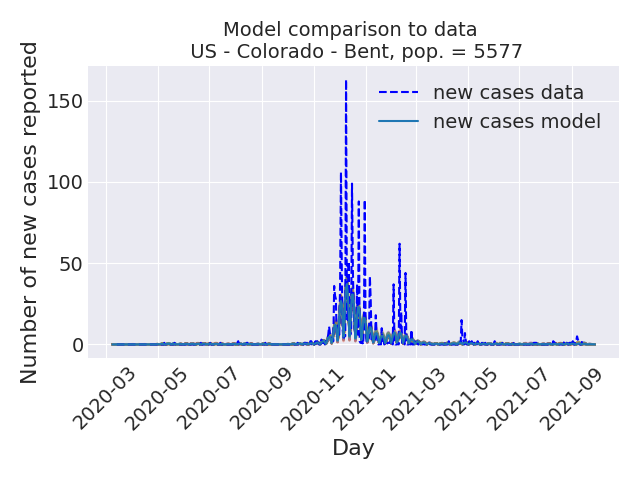 Model comparison to data
US - Colorado - Bent, pop. = 5577
new cases data
new cases model
Number of new cases reported
150
100
50
0
2020-03
2020-05
2020-07
2020-09
2020-11
2021-01
2021-03
2021-05
2021-07
2021-09
Day